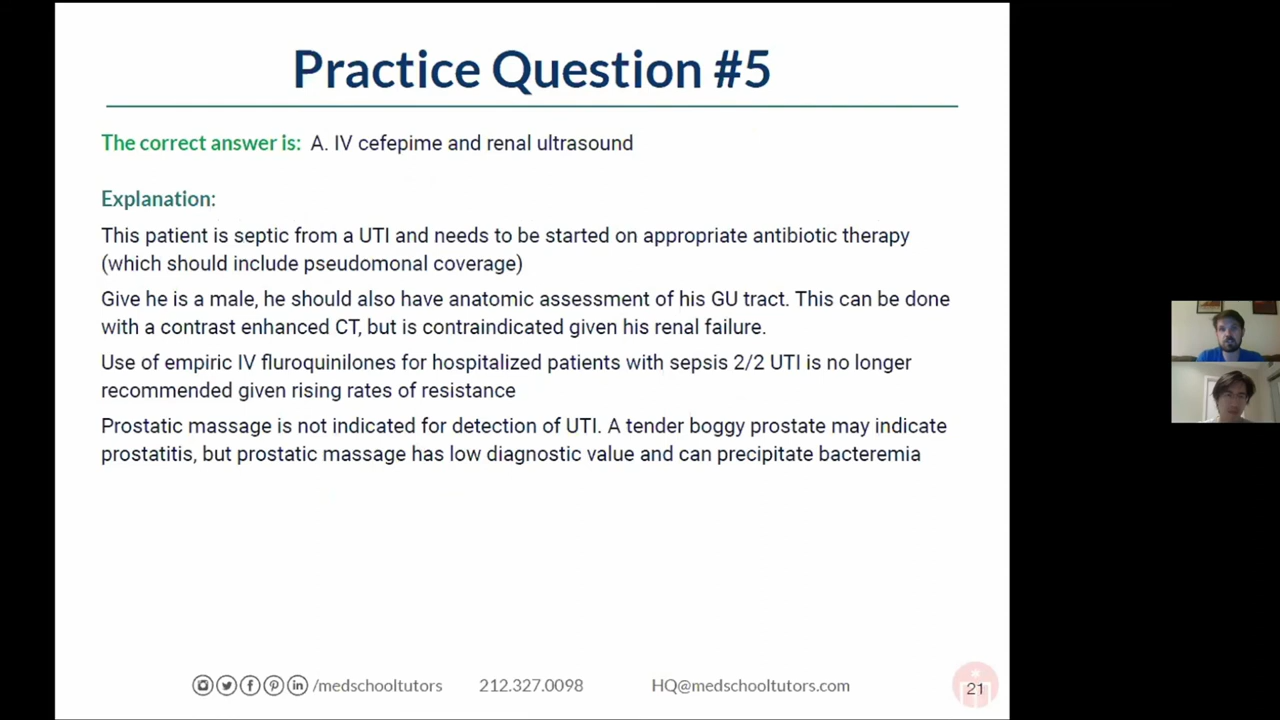 Practice Question #5
The correct answer is: A. IV cefepime and renal ultrasound
Explanation:
This patient is septic from a UTI and needs to be started on appropriate antibiotic therapy
(which should include pseudomonal coverage)
Give he is a male, he should also have anatomic assessment of his GU tract. This can be done
with a contrast enhanced CT, but is contraindicated given his renal failure.
Use of empiric IV fluroquinilones for hospitalized patients with sepsis 2/2 UTI is no longer
recommended given rising rates of resistance
Prostatic massage is not indicated for detection of UTI. A tender boggy prostate may indicate
prostatitis, but prostatic massage has low diagnostic value and can precipitate bacteremia
/medschooltutors 212.327.0098 HQ@medschooltutors.com 21